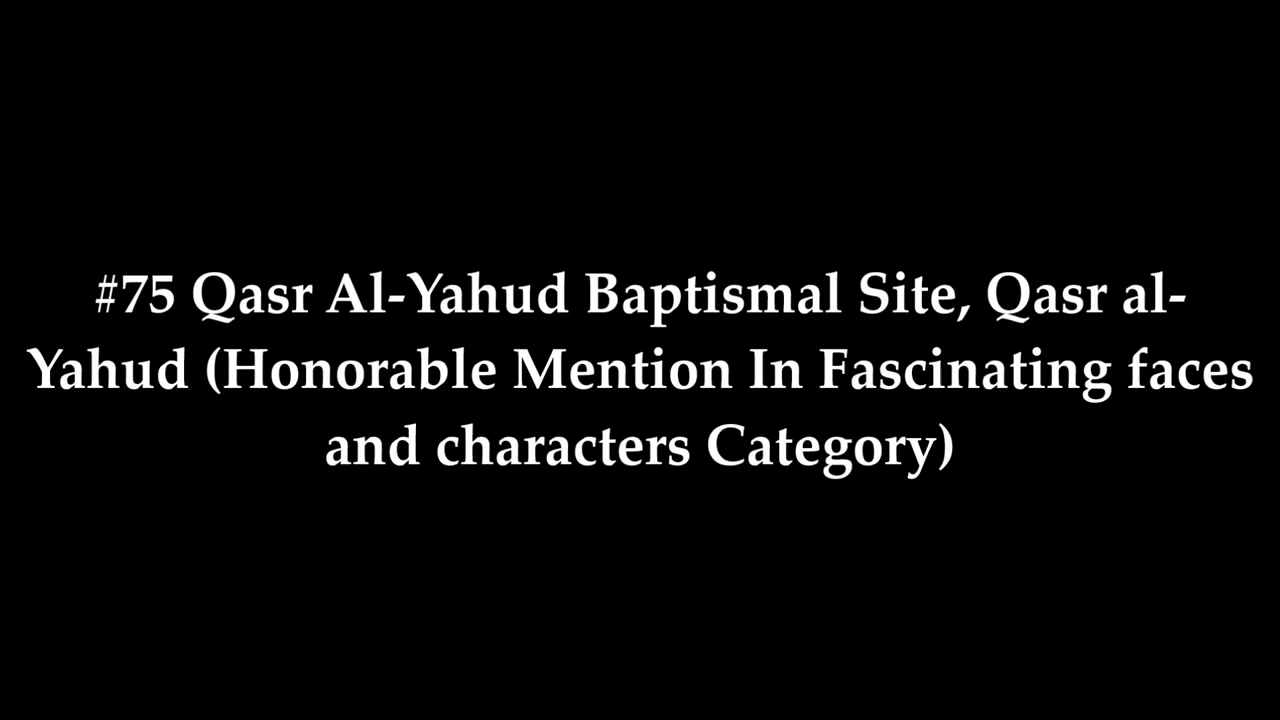 #75 Qasr Al-Yahud Baptismal Site, Qasr al-
Yahud (Honorable Mention In Fascinating faces
and characters Category)